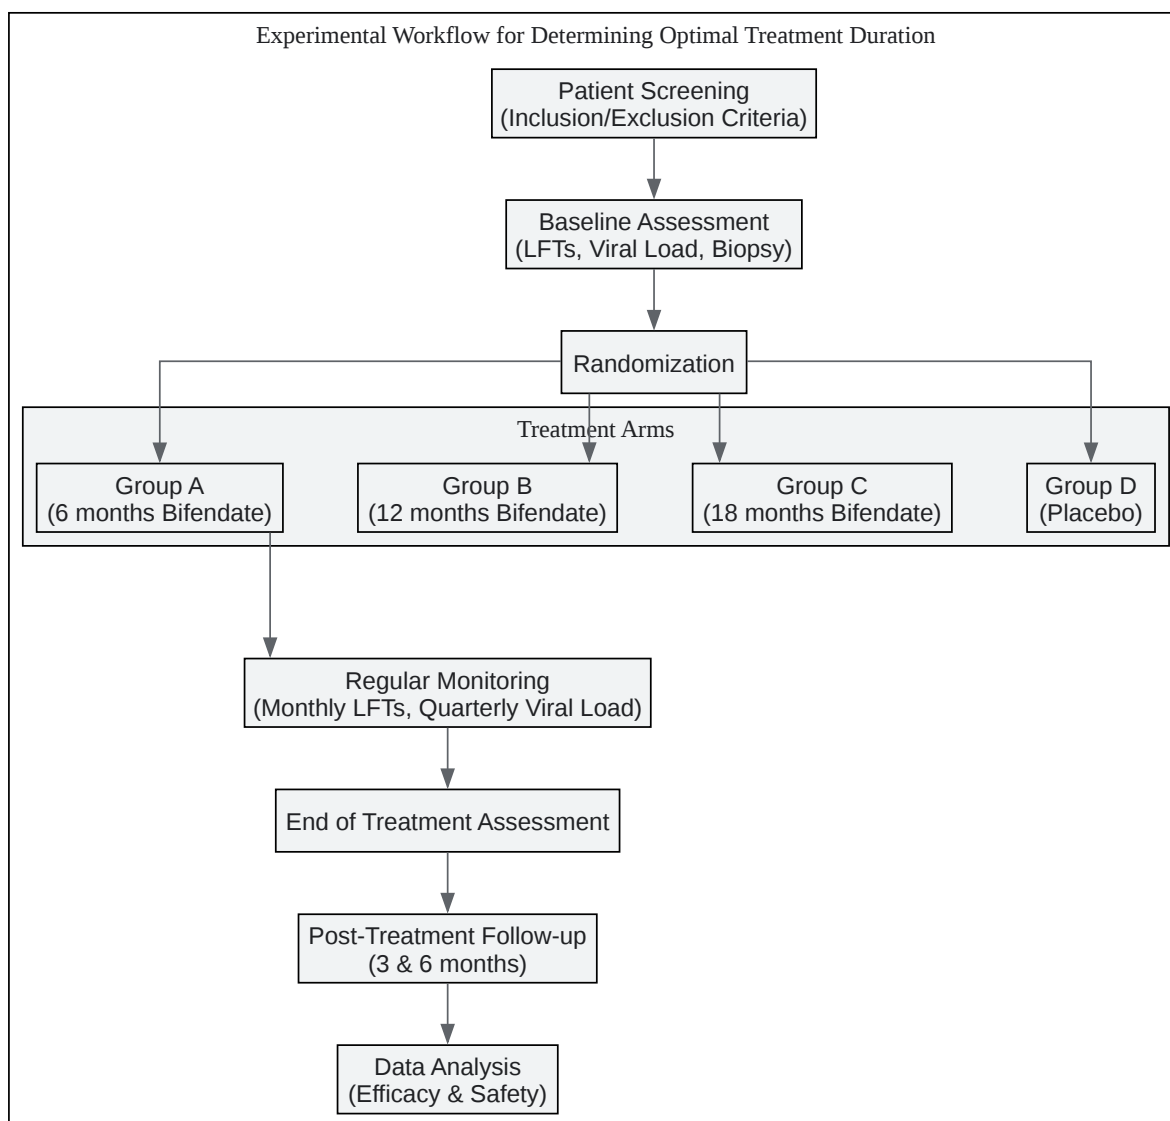 Experimental Workflow for Determining Optimal Treatment Duration
Patient Screening
(Inclusion/Exclusion Criteria)
Baseline Assessment
(LFTs, Viral Load, Biopsy)
Randomization
Treatment Arms
Group A
(6 months Bifendate)
Group B
(12 months Bifendate)
Group C
(18 months Bifendate)
Group D
(Placebo)
Regular Monitoring
(Monthly LFTs, Quarterly Viral Load)
End of Treatment Assessment
Post-Treatment Follow-up
(3 & 6 months)
Data Analysis
(Efficacy & Safety)